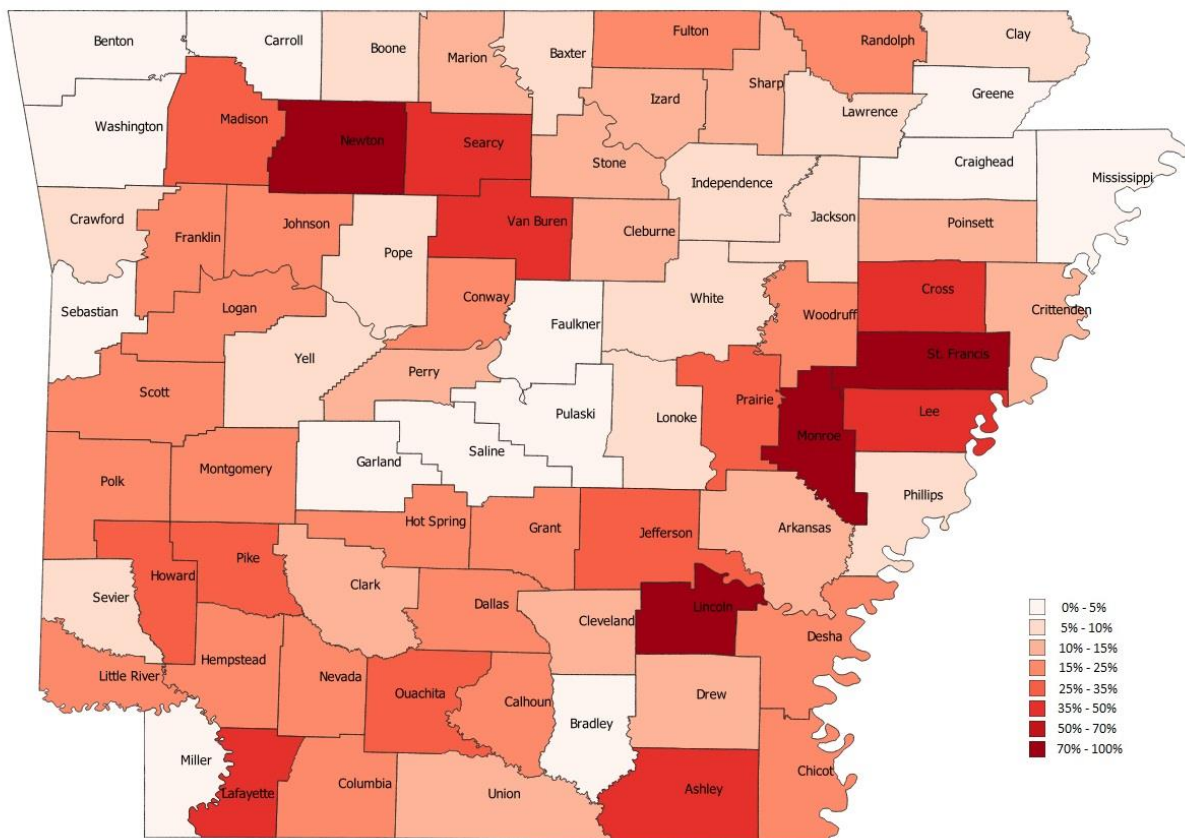 Benton
Carroll
Boone
Marion
Baxter
Fulton
Randolph
Clay
Washington
Madison
Newton
Searcy
Stone
Izard
Sharp
Lawrence
Greene
Craighead
Mississippi
Crawford
Franklin
Johnson
Pope
Van Buren
Cleburne
Independence
Jackson
Poinsett
Sebastian
Logan
Conway
Faulkner
White
Woodruff
Cross
Crittenden
Scott
Yell
Perry
Pulaski
Lonoke
Prairie
Monroe
St. Francis
Lee
Polk
Montgomery
Garland
Saline
Phillips
Hot Spring
Grant
Jefferson
Arkansas
Sevier
Howard
Pike
Clark
Dallas
Cleveland
Lincoln
Desha
Little River
Hempstead
Nevada
Ouachita
Calhoun
Bradley
Drew
Miller
Lafayette
Columbia
Union
Ashley
Chicot
0% - 5%
5% - 10%
10% - 15%
15% - 25%
25% - 35%
35% - 50%
50% - 70%
70% - 100%